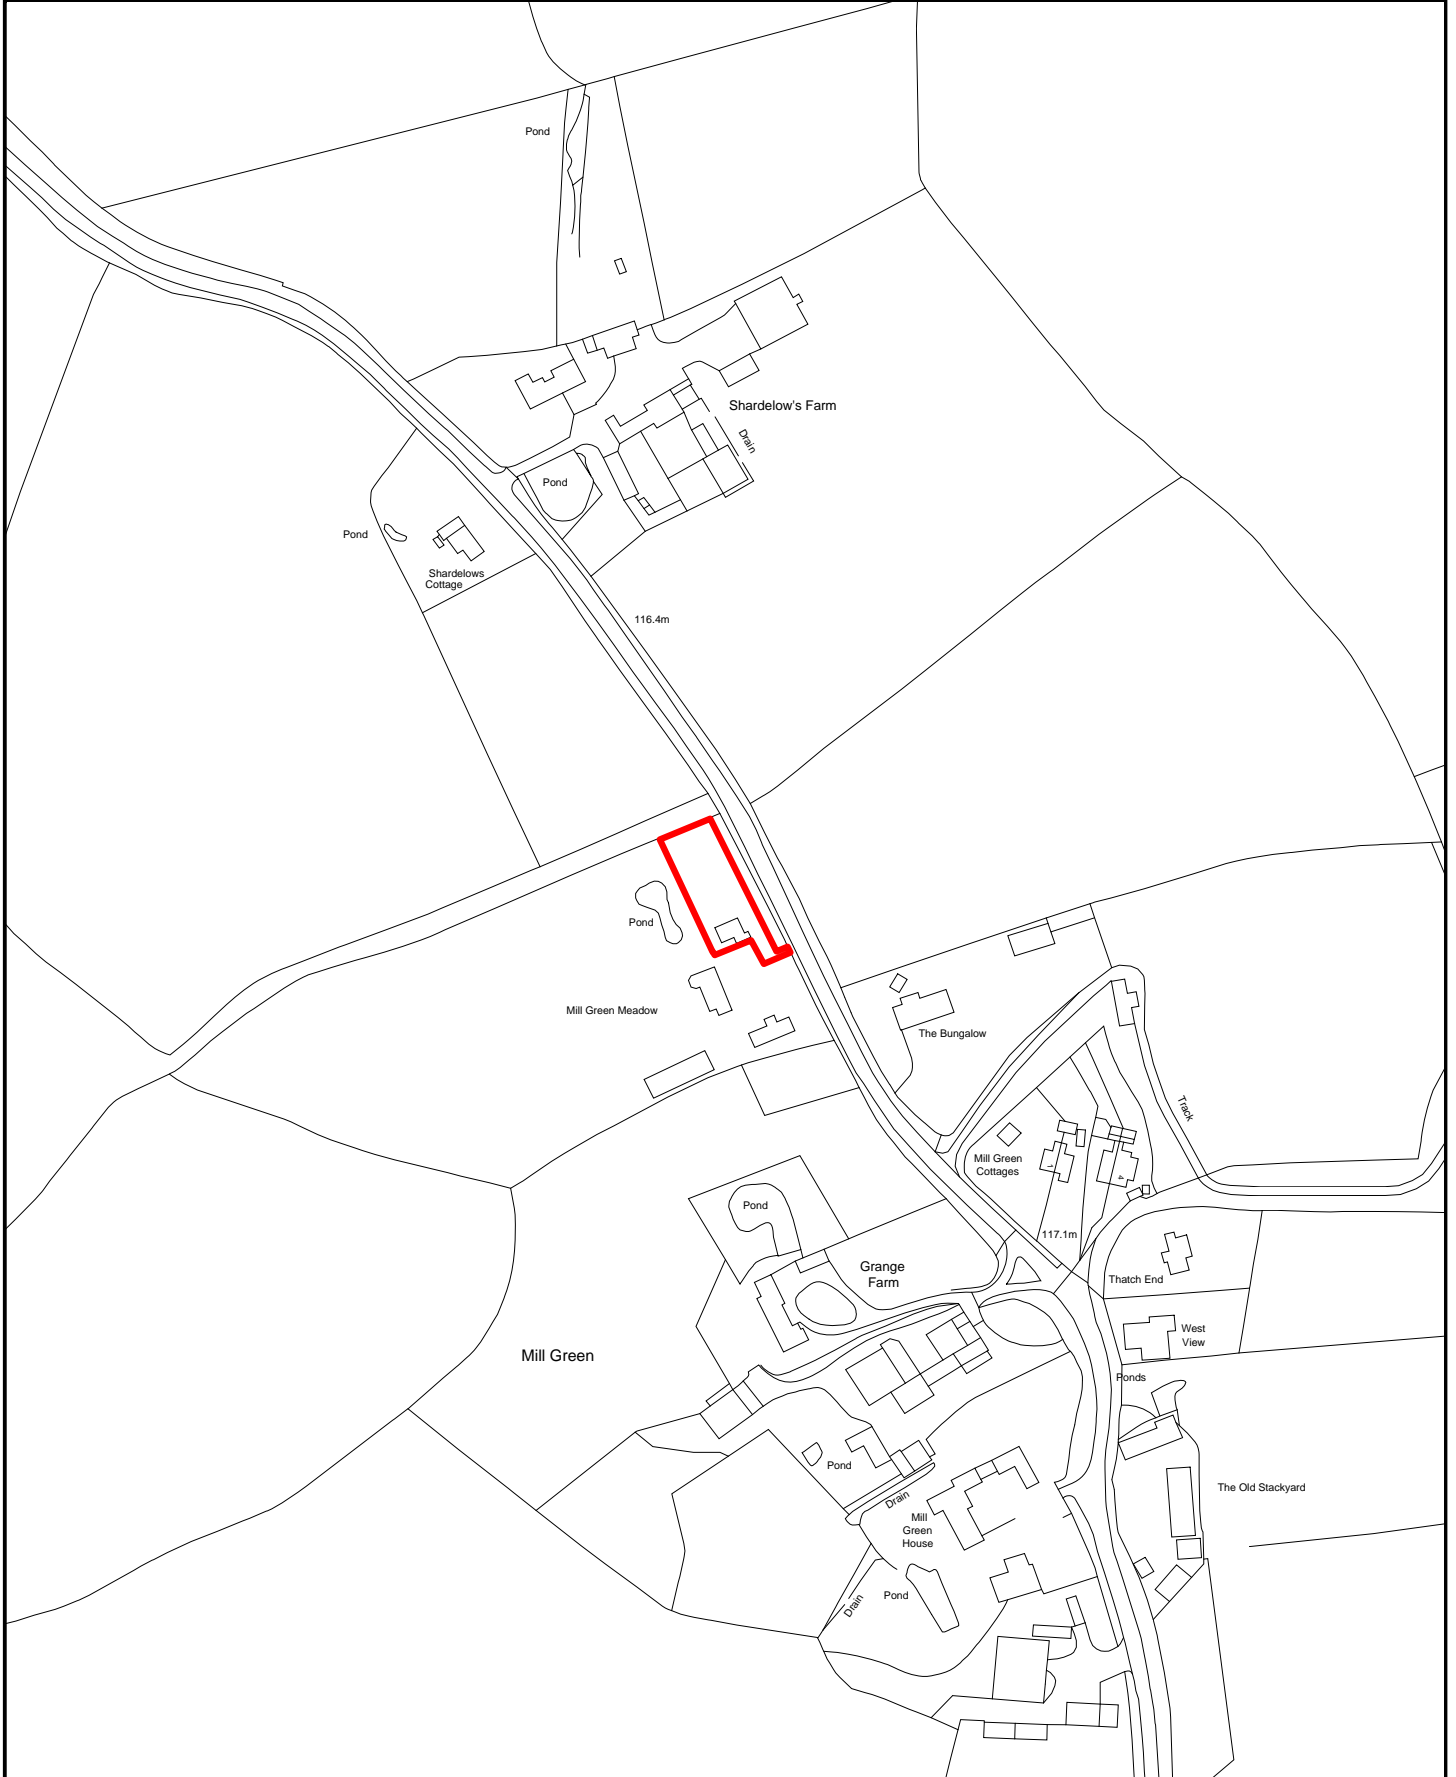 Pond
Shardelow's Farm
Drain
Pond
Pond
Shardelows
Cottage
116.4m
Pond
Mill Green Meadow
The Bungalow
Track
Mill Green
Cottages
1
4
Pond
117.1m
Grange
Farm
Thatch End
West
View
Mill Green
Ponds
Pond
The Old Stackyard
Drain
Mill
Green
House
Pond
Drain